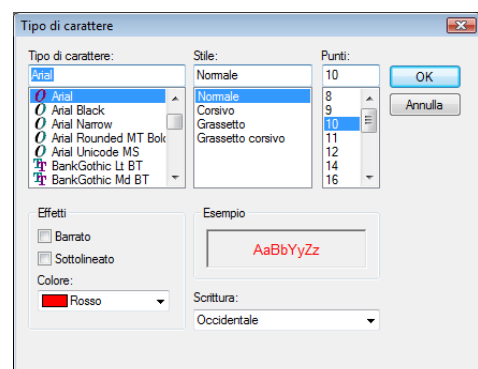 Tipo di carattere
Tipo di carattere:
Arial
Arial
Arial Black
Arial Narrow
Arial Rounded MT Bold
Arial Unicode MS
BankGothic Lt BT
BankGothic Md BT
Stile:
Normale
Normale
Corsivo
Grassetto
Grassetto corsivo
Punti:
10
8
9
10
11
12
14
16
OK
Annulla
Effetti
Barrato
Sottolineato
Colore:
Rosso
Esempio
AaBbYyZz
Scrittura:
Occidentale